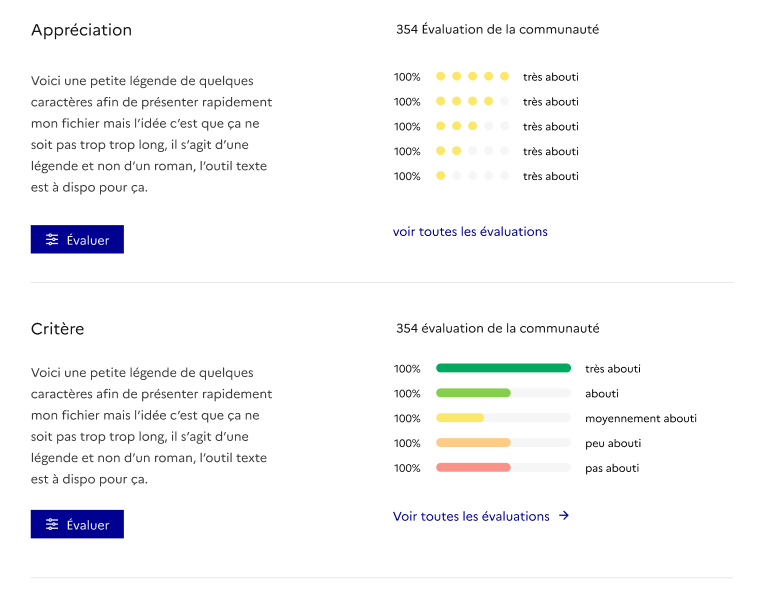 Appréciation
354 Évaluation de la communauté
Voici une petite légende de quelques
caractères afin de présenter rapidement
mon fichier mais l'idée c'est que ça ne
soit pas trop trop long, il s'agit d'une
légende et non d'un roman, l'outil texte
est à dispo pour ça.
100% très abouti
100% très abouti
100% très abouti
100% très abouti
100% très abouti
Évaluer
voir toutes les évaluations
Critère
354 évaluation de la communauté
Voici une petite légende de quelques
caractères afin de présenter rapidement
mon fichier mais l'idée c'est que ça ne
soit pas trop trop long, il s'agit d'une
légende et non d'un roman, l'outil texte
est à dispo pour ça.
100% très abouti
100% abouti
100% moyennement abouti
100% peu abouti
100% pas abouti
Évaluer
Voir toutes les évaluations →